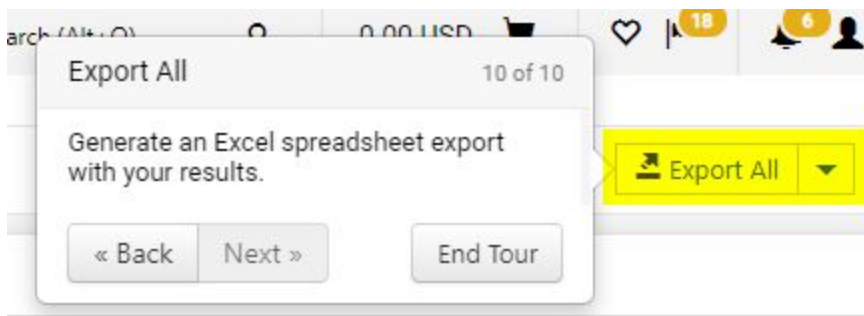 0.00 USD
18
6
Export All
10 of 10
Generate an Excel spreadsheet export
with your results.
Export All
« Back
Next »
End Tour